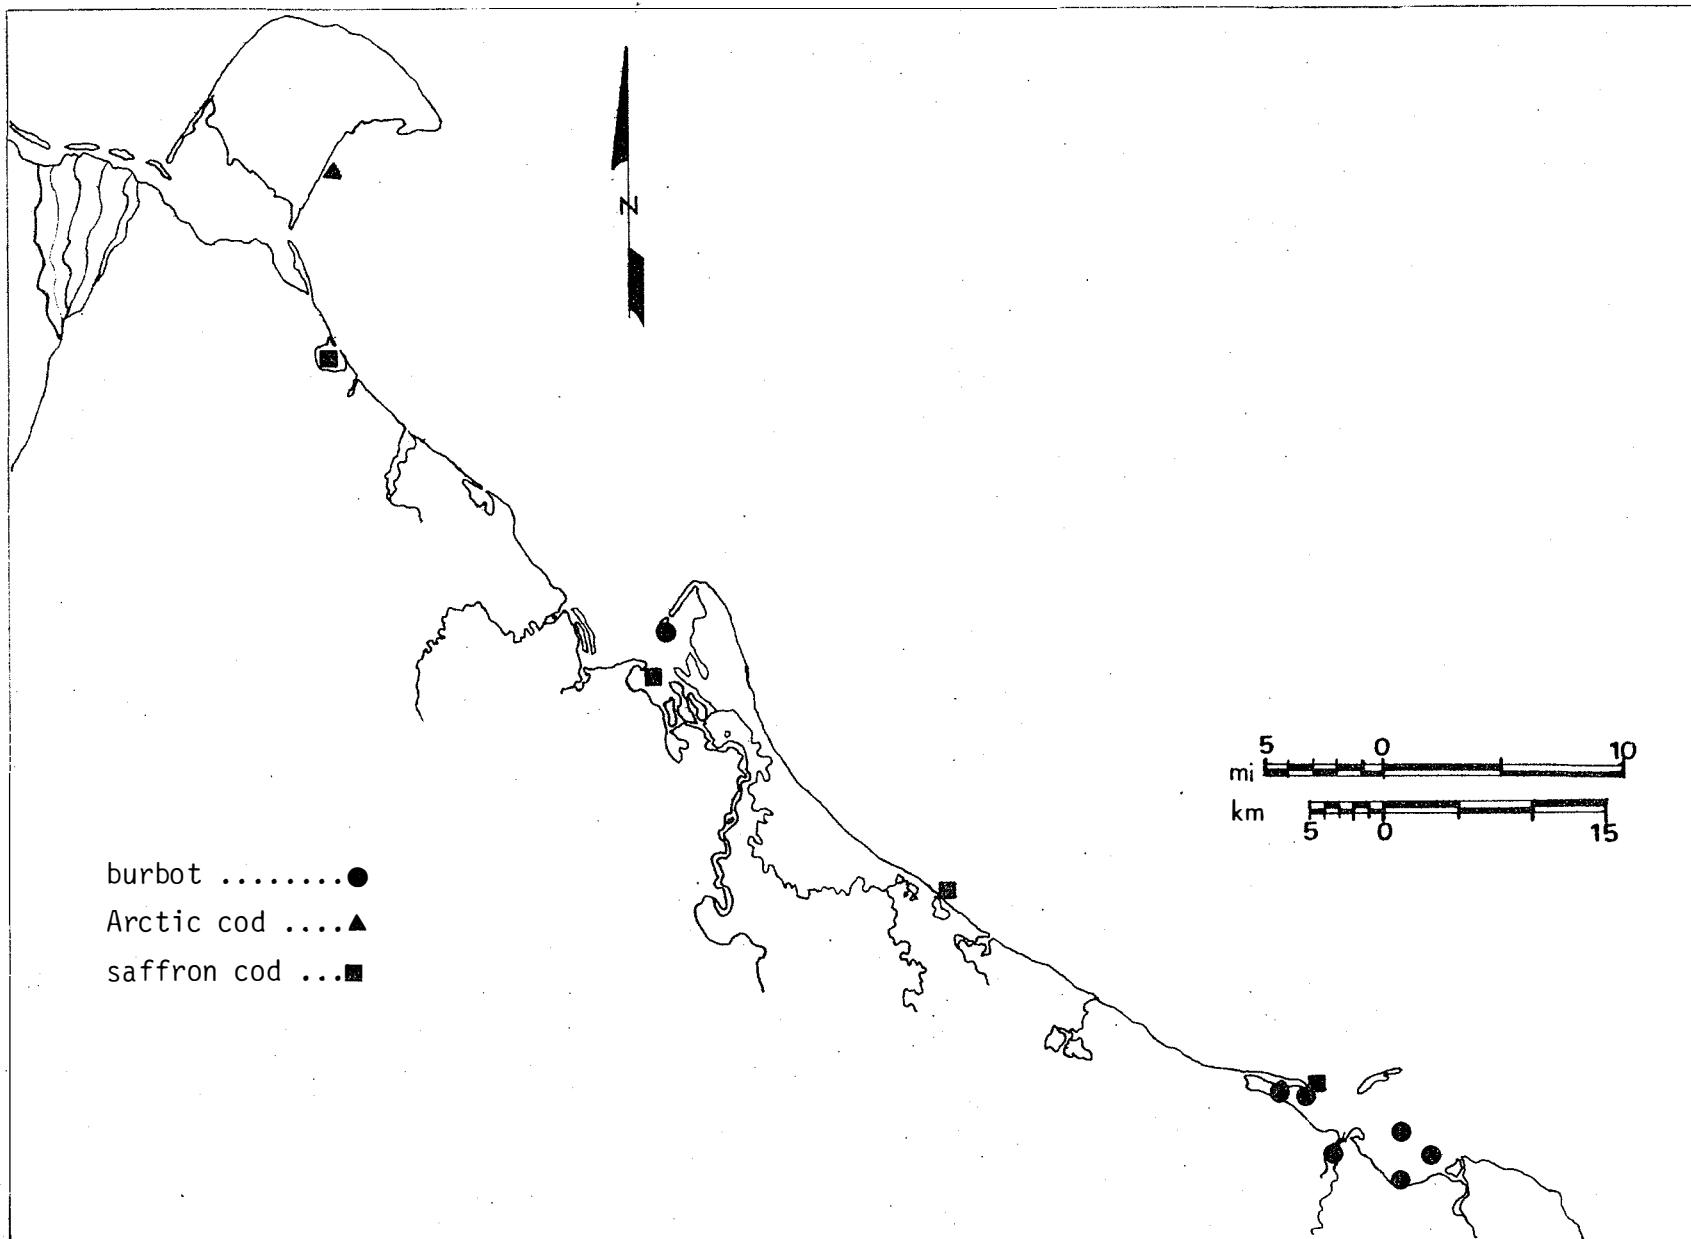 N
5 0 10
mi
km
5 0 15
burbot ........●
Arctic cod ....▲
saffron cod ...■